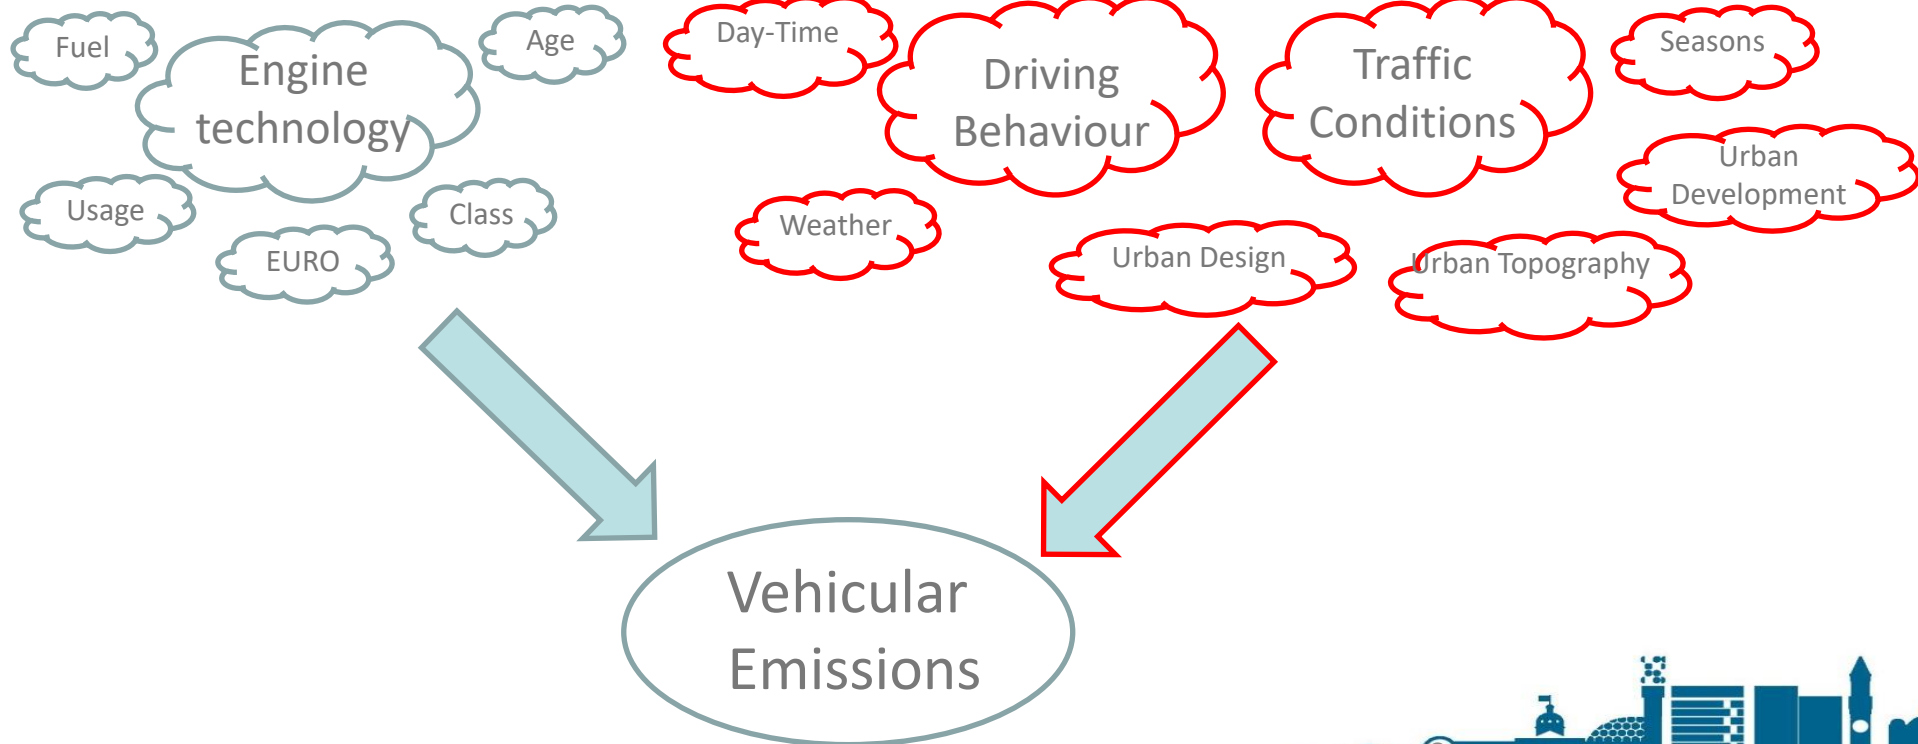 Fuel
Engine
technology
Age
Usage
EURO
Class
Day-Time
Driving
Behaviour
Traffic
Conditions
Seasons
Urban
Development
Weather
Urban Design
Urban Topography
Vehicular
Emissions